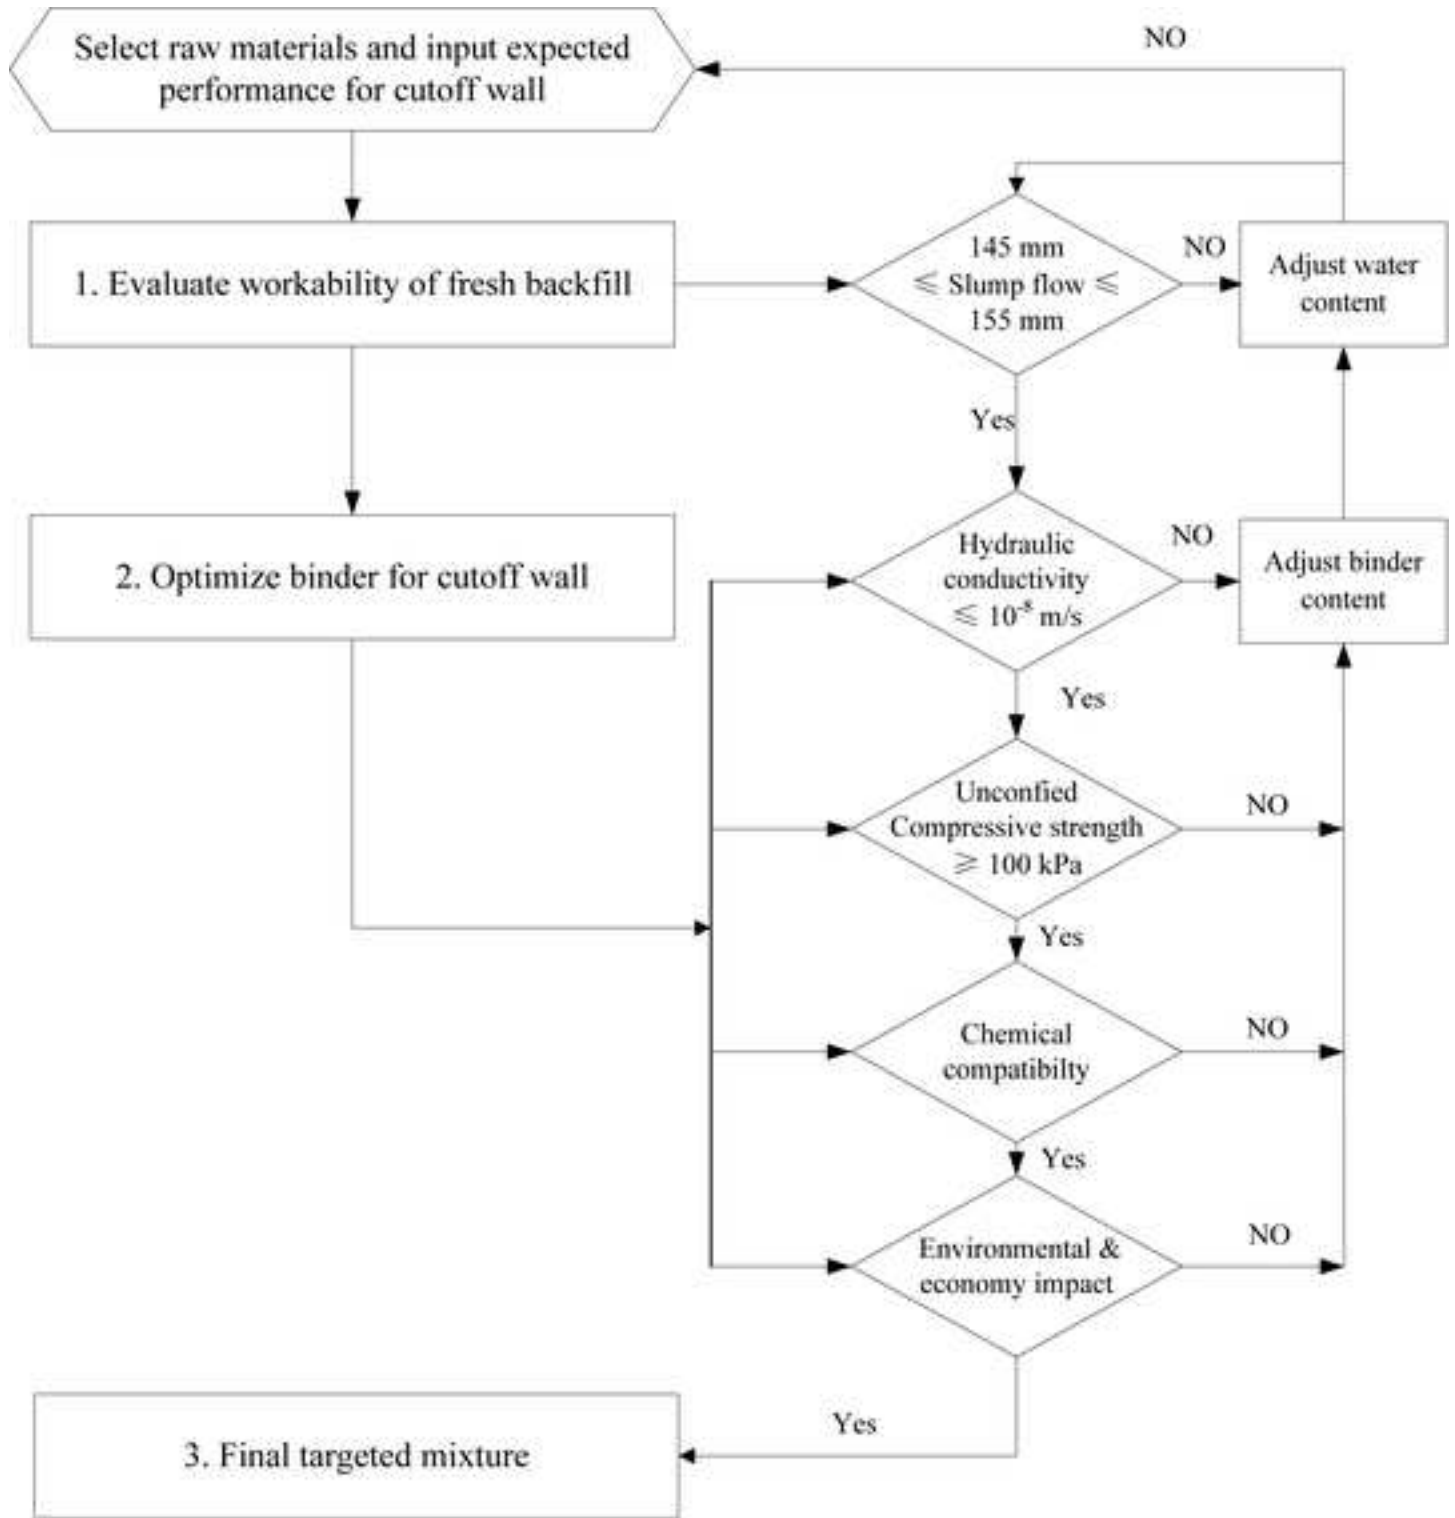 Select raw materials and input expected
performance for cutoff wall
NO
1. Evaluate workability of fresh backfill
145 mm
≤ Slump flow ≤
155 mm
NO
Adjust water
content
Yes
2. Optimize binder for cutoff wall
Hydraulic
conductivity
≤ 10⁻⁸ m/s
NO
Adjust binder
content
Yes
Unconfied
Compressive strength
≥ 100 kPa
NO
Yes
Chemical
compatibilty
NO
Yes
Environmental &
economy impact
NO
Yes
3. Final targeted mixture